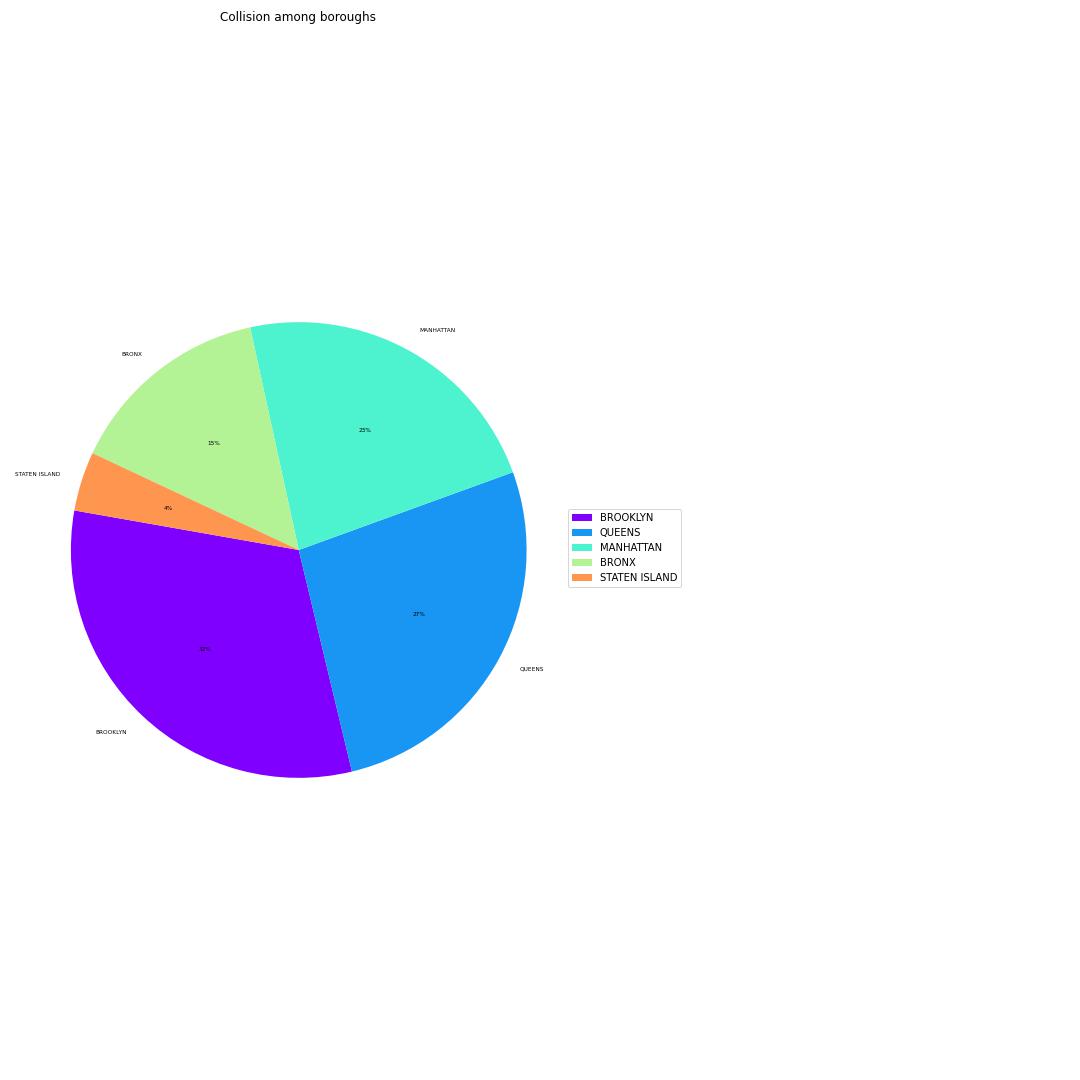 Collision among boroughs
MANHATTAN
BRONX
23%
15%
STATEN ISLAND
4%
BROOKLYN
QUEENS
MANHATTAN
BRONX
STATEN ISLAND
27%
QUEENS
BROOKLYN